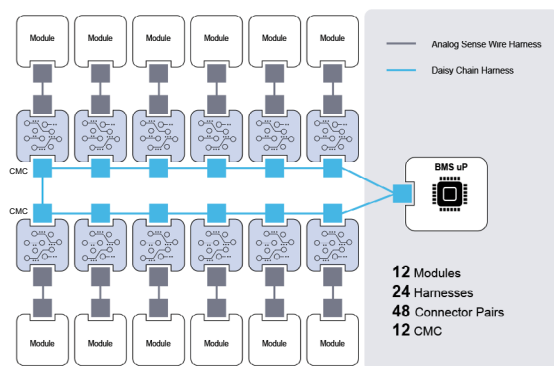 Module Module Module Module Module Module
Analog Sense Wire Harness
Daisy Chain Harness
CMC
BMS uP
CMC
12 Modules
24 Harnesses
48 Connector Pairs
12 CMC
Module Module Module Module Module Module